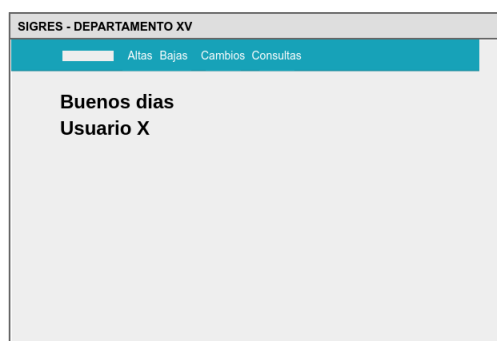 SIGRES - DEPARTAMENTO XV
Altas Bajas Cambios Consultas
Buenos dias
Usuario X